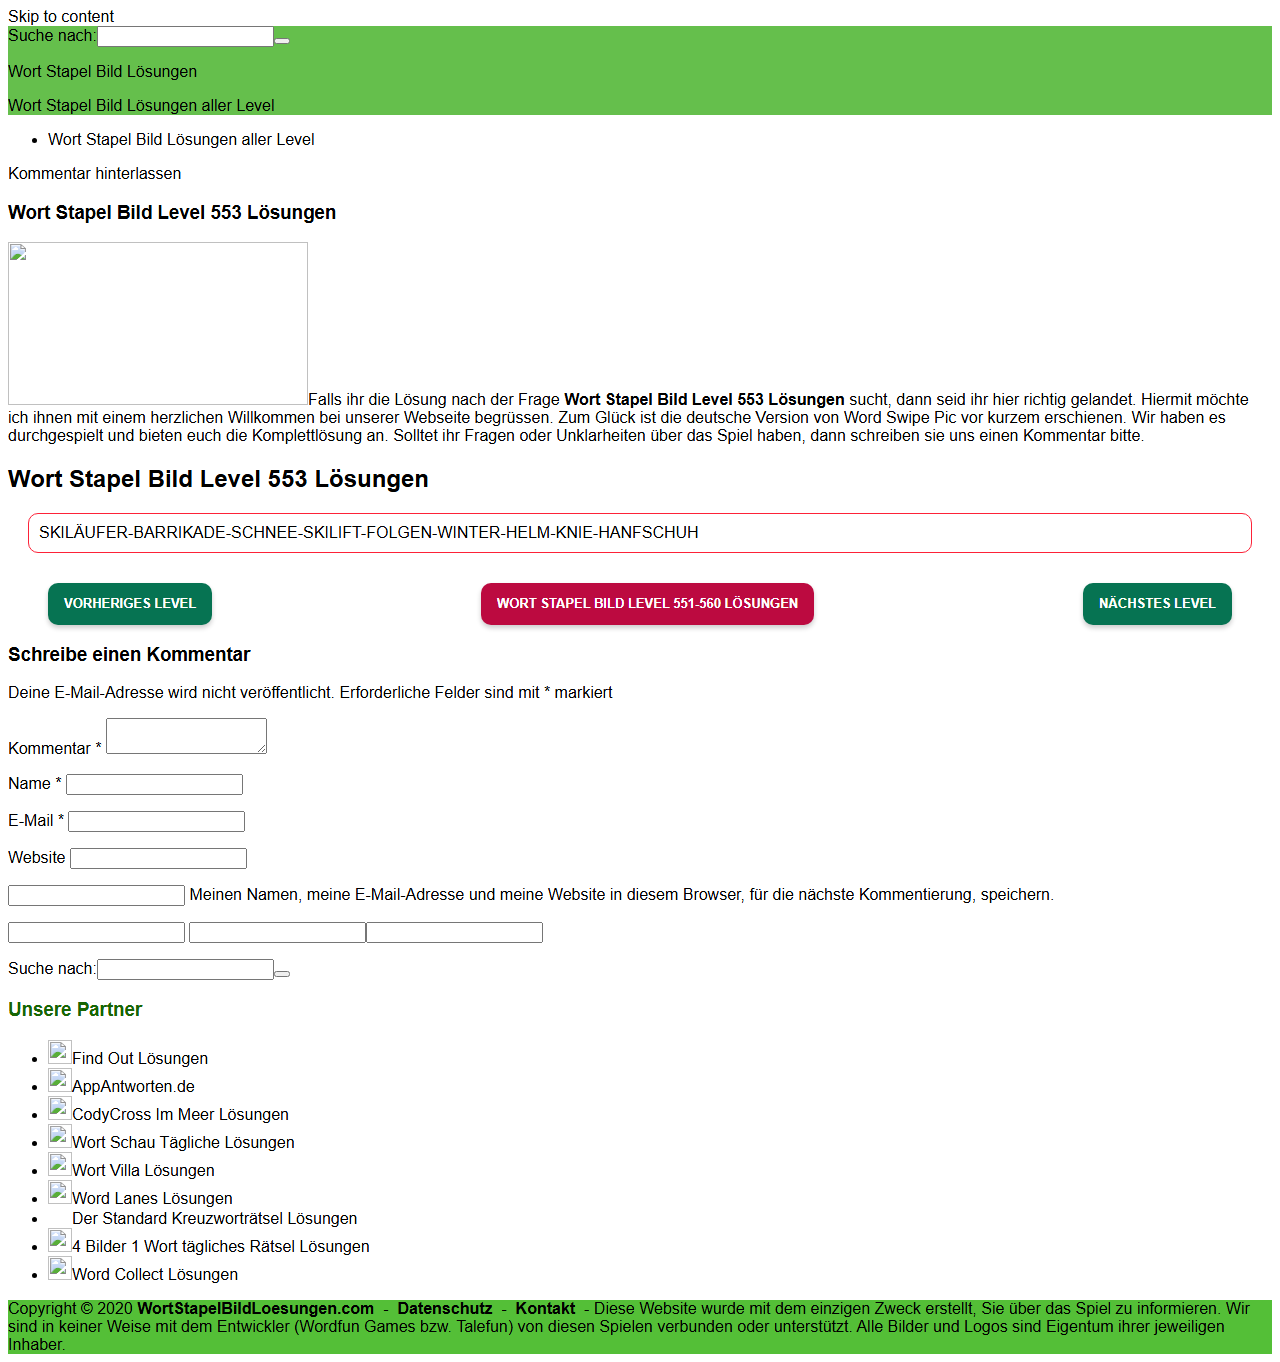 Skip to content
Suche nach:
Wort Stapel Bild Lösungen
Wort Stapel Bild Lösungen aller Level
Wort Stapel Bild Lösungen aller Level
Kommentar hinterlassen
Wort Stapel Bild Level 553 Lösungen
Falls ihr die Lösung nach der Frage Wort Stapel Bild Level 553 Lösungen sucht, dann seid ihr hier richtig gelandet. Hiermit möchte
ich ihnen mit einem herzlichen Willkommen bei unserer Webseite begrüssen. Zum Glück ist die deutsche Version von Word Swipe Pic vor kurzem erschienen. Wir haben es
durchgespielt und bieten euch die Komplettlösung an. Solltet ihr Fragen oder Unklarheiten über das Spiel haben, dann schreiben sie uns einen Kommentar bitte.
Wort Stapel Bild Level 553 Lösungen
SKILÄUFER-BARRIKADE-SCHNEE-SKILIFT-FOLGEN-WINTER-HELM-KNIE-HANFSCHUH
VORHERIGES LEVEL
WORT STAPEL BILD LEVEL 551-560 LÖSUNGEN
NÄCHSTES LEVEL
Schreibe einen Kommentar
Deine E-Mail-Adresse wird nicht veröffentlicht. Erforderliche Felder sind mit * markiert
Kommentar *
Name *
E-Mail *
Website
Meinen Namen, meine E-Mail-Adresse und meine Website in diesem Browser, für die nächste Kommentierung, speichern.
Suche nach:
Unsere Partner
Find Out Lösungen
AppAntworten.de
CodyCross Im Meer Lösungen
Wort Schau Tägliche Lösungen
Wort Villa Lösungen
Word Lanes Lösungen
Der Standard Kreuzworträtsel Lösungen
4 Bilder 1 Wort tägliches Rätsel Lösungen
Word Collect Lösungen
Copyright © 2020 WortStapelBildLoesungen.com - Datenschutz - Kontakt - Diese Website wurde mit dem einzigen Zweck erstellt, Sie über das Spiel zu informieren. Wir
sind in keiner Weise mit dem Entwickler (Wordfun Games bzw. Talefun) von diesen Spielen verbunden oder unterstützt. Alle Bilder und Logos sind Eigentum ihrer jeweiligen
Inhaber.